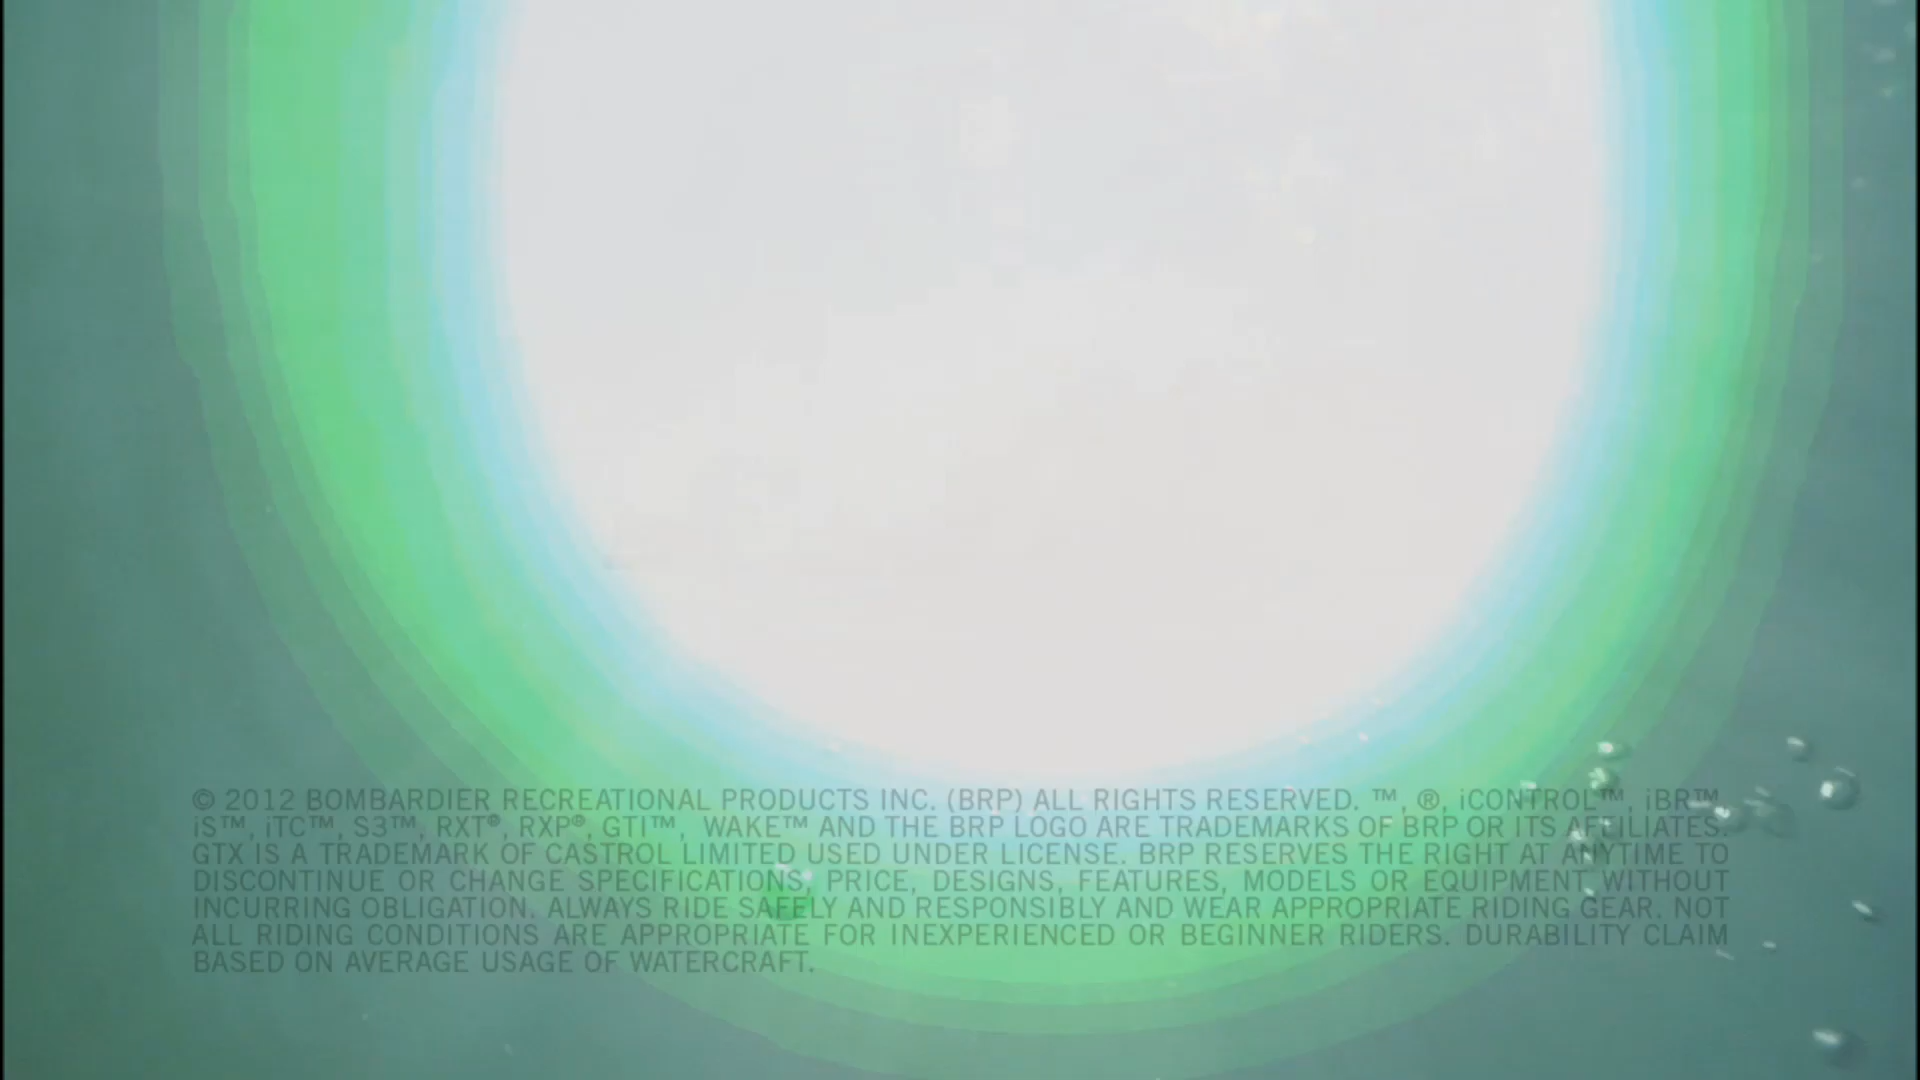 © 2012 BOMBARDIER RECREATIONAL PRODUCTS INC. (BRP) ALL RIGHTS RESERVED. ™, ®, iCONTROL™, iBR™,
iS™, iTC™, S3™, RXT®, RXP®, GTI™, WAKE™ AND THE BRP LOGO ARE TRADEMARKS OF BRP OR ITS AFFILIATES.
GTX IS A TRADEMARK OF CASTROL LIMITED USED UNDER LICENSE. BRP RESERVES THE RIGHT AT ANYTIME TO
DISCONTINUE OR CHANGE SPECIFICATIONS, PRICE, DESIGNS, FEATURES, MODELS OR EQUIPMENT WITHOUT
INCURRING OBLIGATION. ALWAYS RIDE SAFELY AND RESPONSIBLY AND WEAR APPROPRIATE RIDING GEAR. NOT
ALL RIDING CONDITIONS ARE APPROPRIATE FOR INEXPERIENCED OR BEGINNER RIDERS. DURABILITY CLAIM
BASED ON AVERAGE USAGE OF WATERCRAFT.